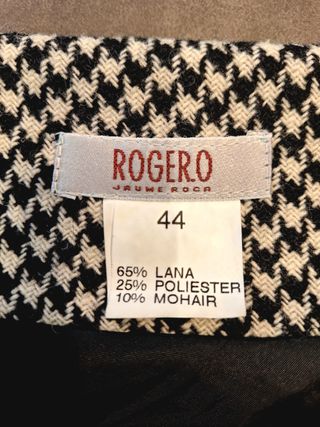 ROGER.O
JAUME ROCA
44
65% LANA
25% POLIESTER
10% MOHAIR